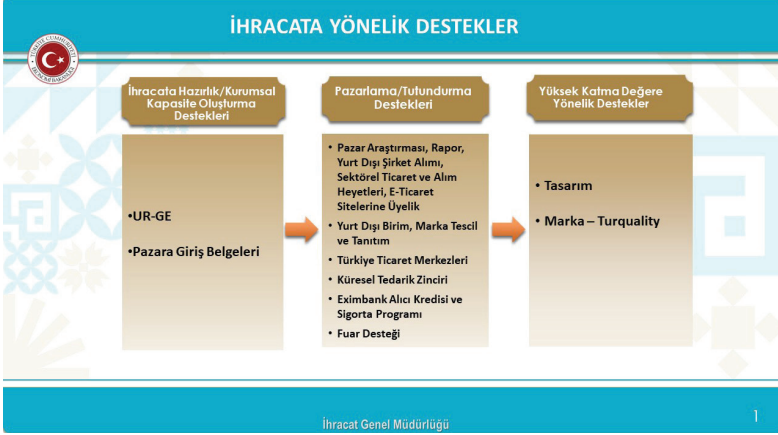 İHRACATA YÖNELİK DESTEKLER
İhracata Hazırlık/Kurumsal
Kapasite Oluşturma
Destekleri
•UR-GE
•Pazara Giriş Belgeleri
Pazarlama/Tutundurma
Destekleri
• Pazar Araştırması, Rapor,
Yurt Dışı Şirket Alımı,
Sektörel Ticaret ve Alım
Heyetleri, E-Ticaret
Sitelerine Üyelik
• Yurt Dışı Birim, Marka Tescil
ve Tanıtım
• Türkiye Ticaret Merkezleri
• Küresel Tedarik Zinciri
• Eximbank Alıcı Kredisi ve
Sigorta Programı
• Fuar Desteği
Yüksek Katma Değere
Yönelik Destekler
• Tasarım
• Marka – Turquality
İhracat Genel Müdürlüğü
1